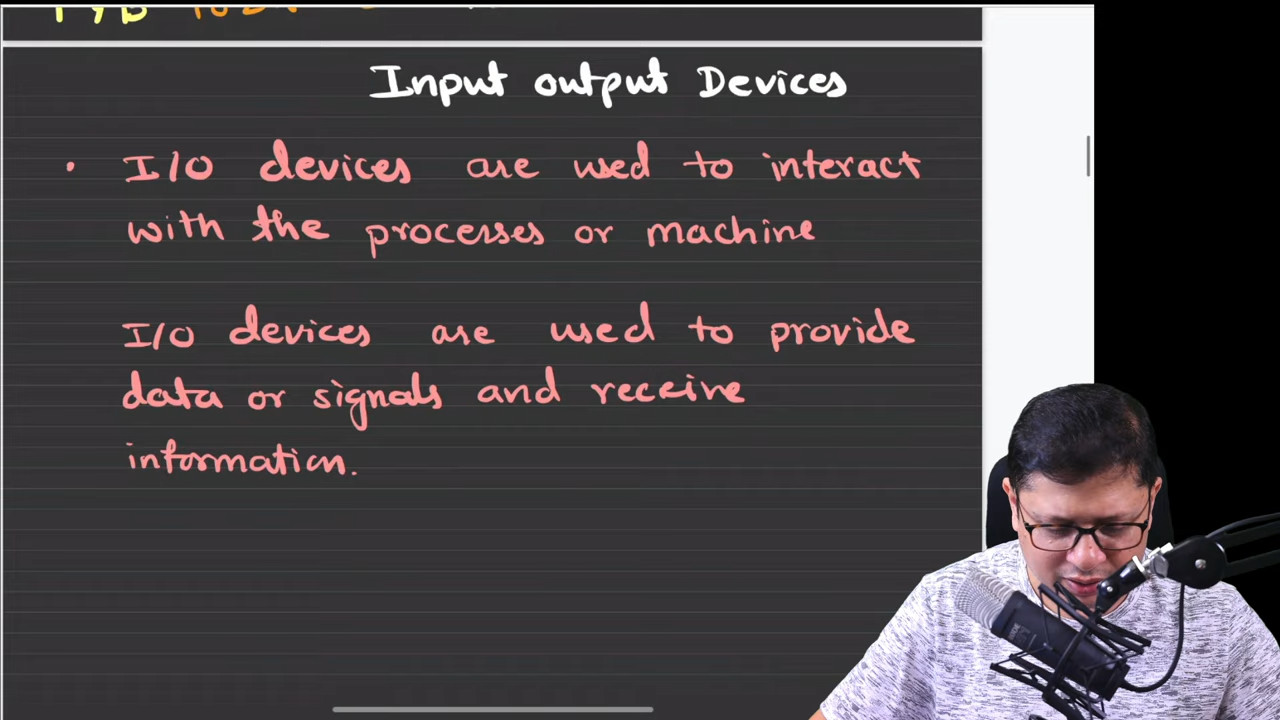 Input output Devices
• I/O devices are used to interact
with the processes or machine
I/O devices are used to provide
data or signals and receive
information.